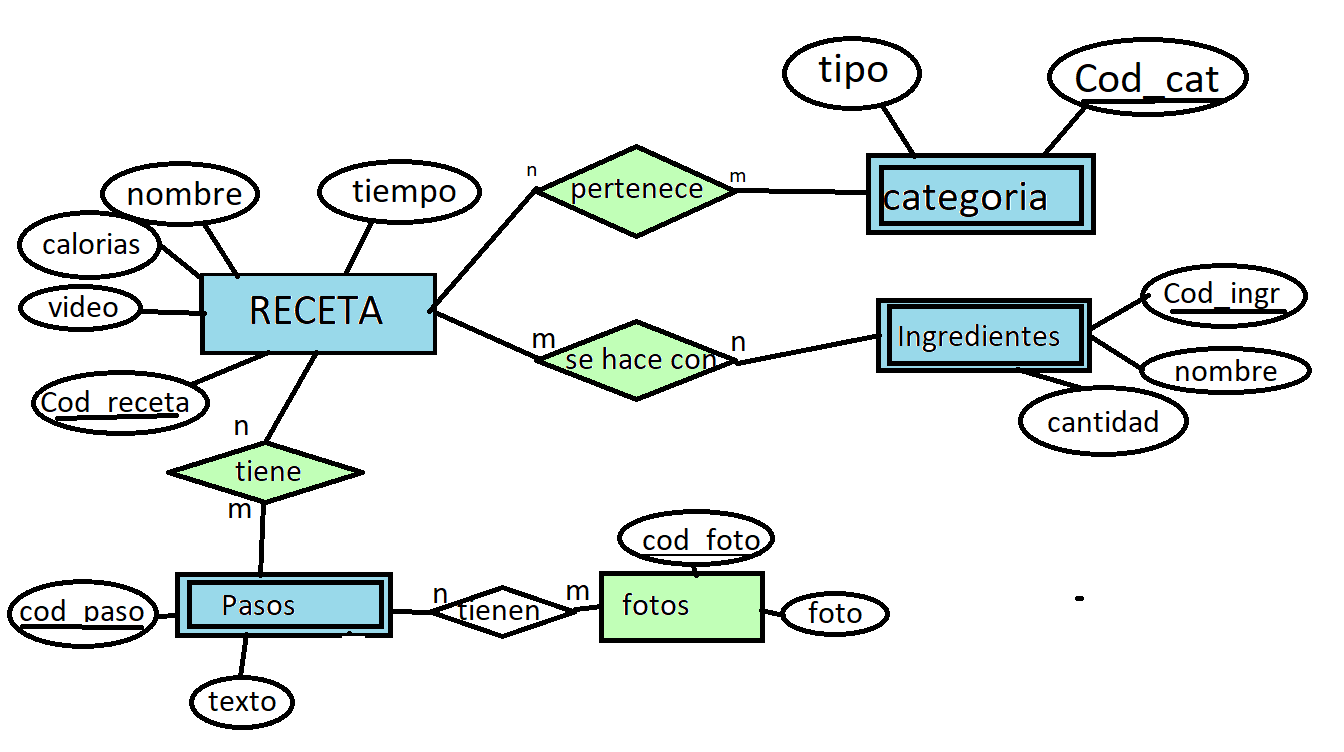 tipo
Cod_cat
n
pertenece
m
categoria
nombre
tiempo
calorias
video
RECETA
Cod_receta
m
se hace con
n
Ingredientes
Cod_ingr
nombre
cantidad
n
tiene
m
cod_paso
Pasos
texto
n
tienen
m
cod_foto
fotos
foto